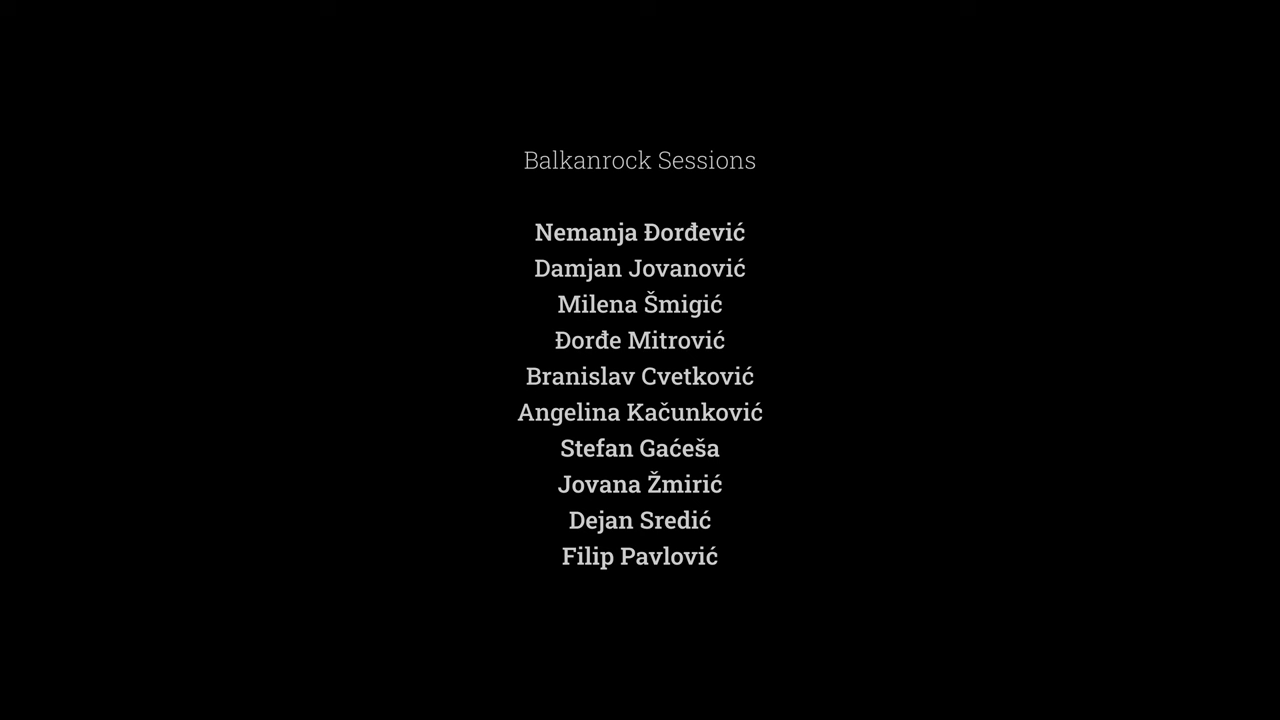 Balkanrock Sessions
Nemanja Đorđević
Damjan Jovanović
Milena Šmigić
Đorđe Mitrović
Branislav Cvetković
Angelina Kačunković
Stefan Gaćeša
Jovana Žmirić
Dejan Sredić
Filip Pavlović